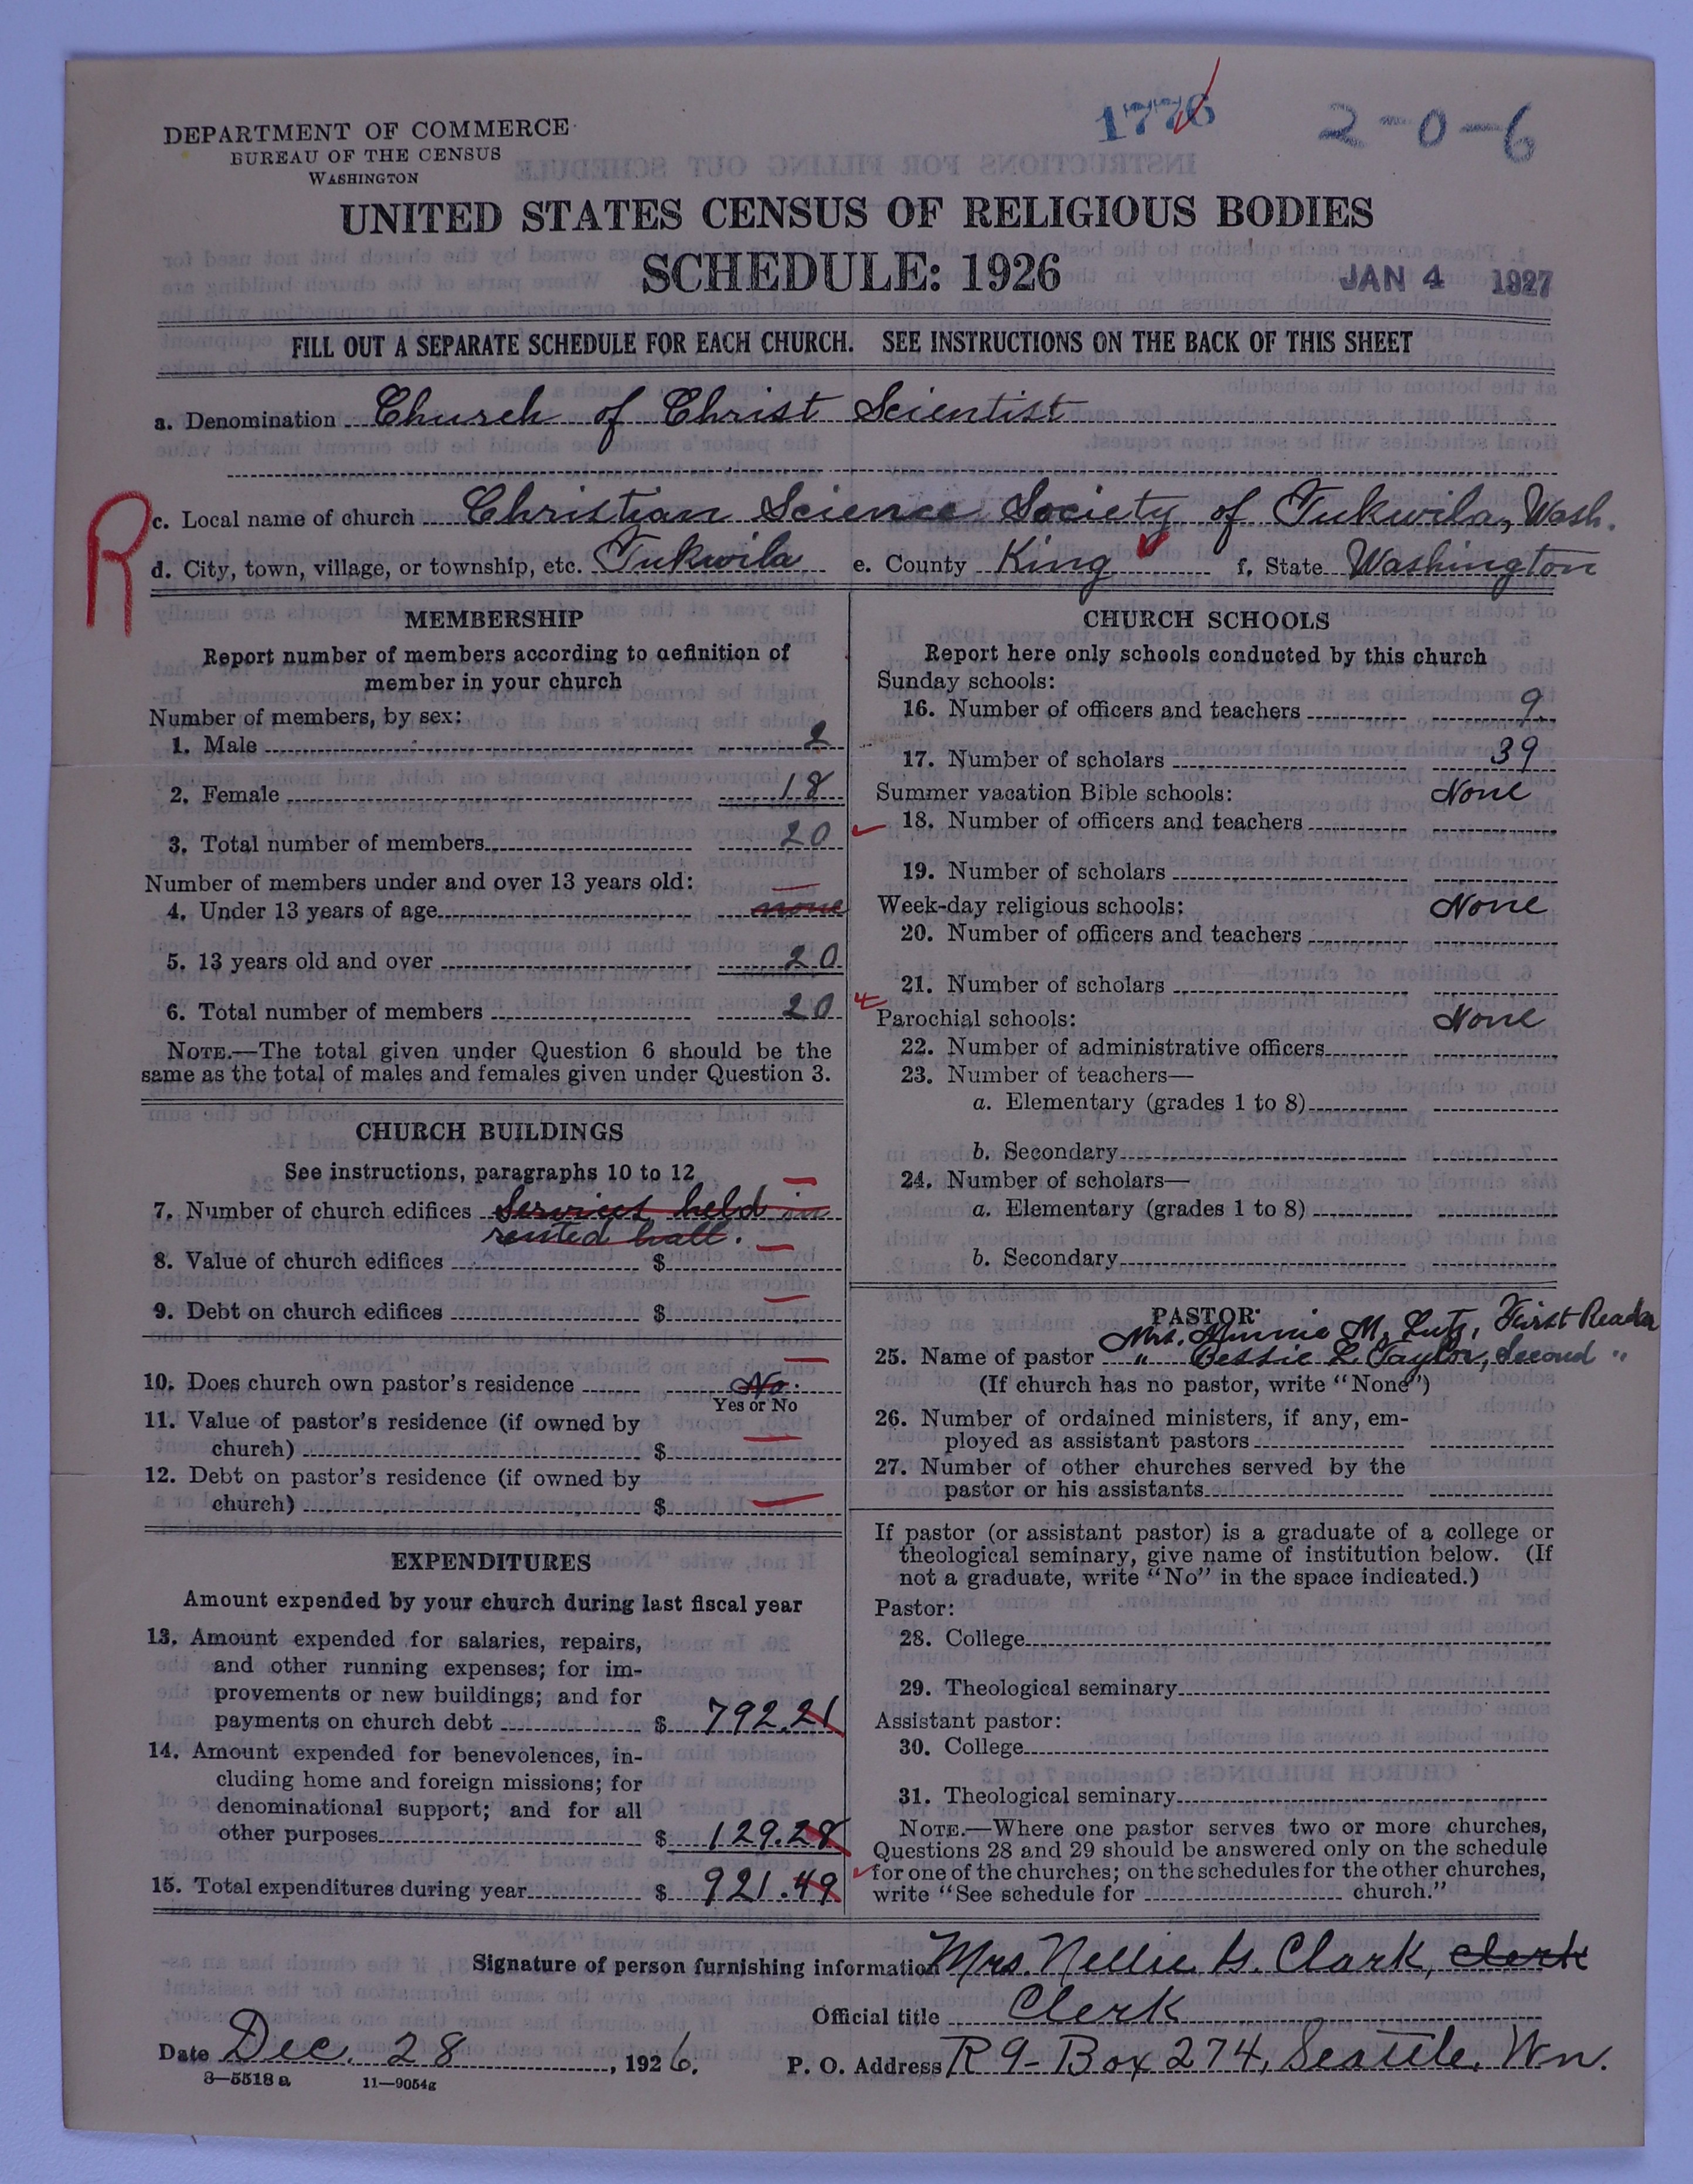 1776
2-0-6
DEPARTMENT OF COMMERCE
BUREAU OF THE CENSUS
WASHINGTON
UNITED STATES CENSUS OF RELIGIOUS BODIES
SCHEDULE: 1926
JAN 4 1927
FILL OUT A SEPARATE SCHEDULE FOR EACH CHURCH. SEE INSTRUCTIONS ON THE BACK OF THIS SHEET
a. Denomination Church of Christ Scientist
R
c. Local name of church Christian Science Society of Tukwila, Wash.
d. City, town, village, or township, etc. Tukwila e. County King f. State Washington
MEMBERSHIP
Report number of members according to definition of
member in your church
Number of members, by sex:
1. Male 2
2. Female 18
3. Total number of members 20
Number of members under and over 13 years old:
4. Under 13 years of age none
5. 13 years old and over 20
6. Total number of members 20
NOTE.—The total given under Question 6 should be the
same as the total of males and females given under Question 3.
CHURCH BUILDINGS
See instructions, paragraphs 10 to 12
7. Number of church edifices Services held in
rented hall.
8. Value of church edifices $
9. Debt on church edifices $
10. Does church own pastor's residence No
Yes or No
11. Value of pastor's residence (if owned by
church) $
12. Debt on pastor's residence (if owned by
church) $
EXPENDITURES
Amount expended by your church during last fiscal year
13. Amount expended for salaries, repairs,
and other running expenses; for im-
provements or new buildings; and for
payments on church debt $ 792.21
14. Amount expended for benevolences, in-
cluding home and foreign missions; for
denominational support; and for all
other purposes $ 129.28
15. Total expenditures during year $ 921.49
CHURCH SCHOOLS
Report here only schools conducted by this church
Sunday schools:
16. Number of officers and teachers 9
17. Number of scholars 39
Summer vacation Bible schools: None
18. Number of officers and teachers
19. Number of scholars
Week-day religious schools: None
20. Number of officers and teachers
21. Number of scholars
Parochial schools: None
22. Number of administrative officers
23. Number of teachers—
a. Elementary (grades 1 to 8)
b. Secondary
24. Number of scholars—
a. Elementary (grades 1 to 8)
b. Secondary
PASTOR
Mrs. Minnie M. Lutz, First Reader
25. Name of pastor " Bessie L. Taylor, Second "
(If church has no pastor, write "None")
26. Number of ordained ministers, if any, em-
ployed as assistant pastors
27. Number of other churches served by the
pastor or his assistants
If pastor (or assistant pastor) is a graduate of a college or
theological seminary, give name of institution below. (If
not a graduate, write "No" in the space indicated.)
Pastor:
28. College
29. Theological seminary
Assistant pastor:
30. College
31. Theological seminary
NOTE.—Where one pastor serves two or more churches,
Questions 28 and 29 should be answered only on the schedule
for one of the churches; on the schedules for the other churches,
write "See schedule for church."
Signature of person furnishing information Mrs. Nellie G. Clark, clerk
Official title Clerk
Date Dec. 28, 1926. P. O. Address R 9- Box 274, Seattle, Wn.
8—5518 a 11—9054g